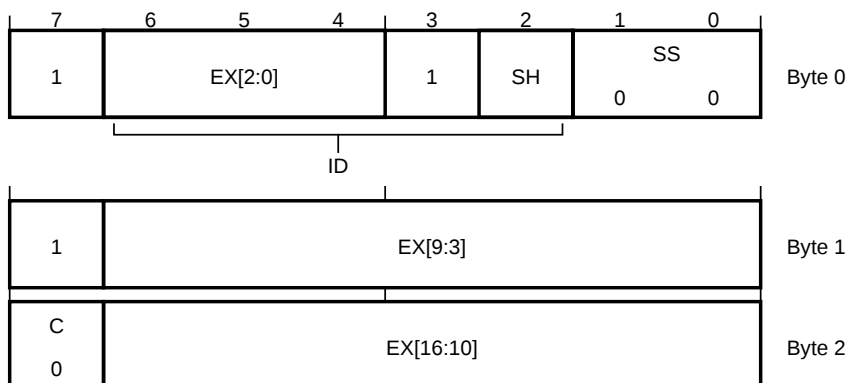 7 6 5 4 3 2 1 0
1 EX[2:0] 1 SH SS Byte 0
0 0
ID
1 EX[9:3] Byte 1
C
EX[16:10] Byte 2
0